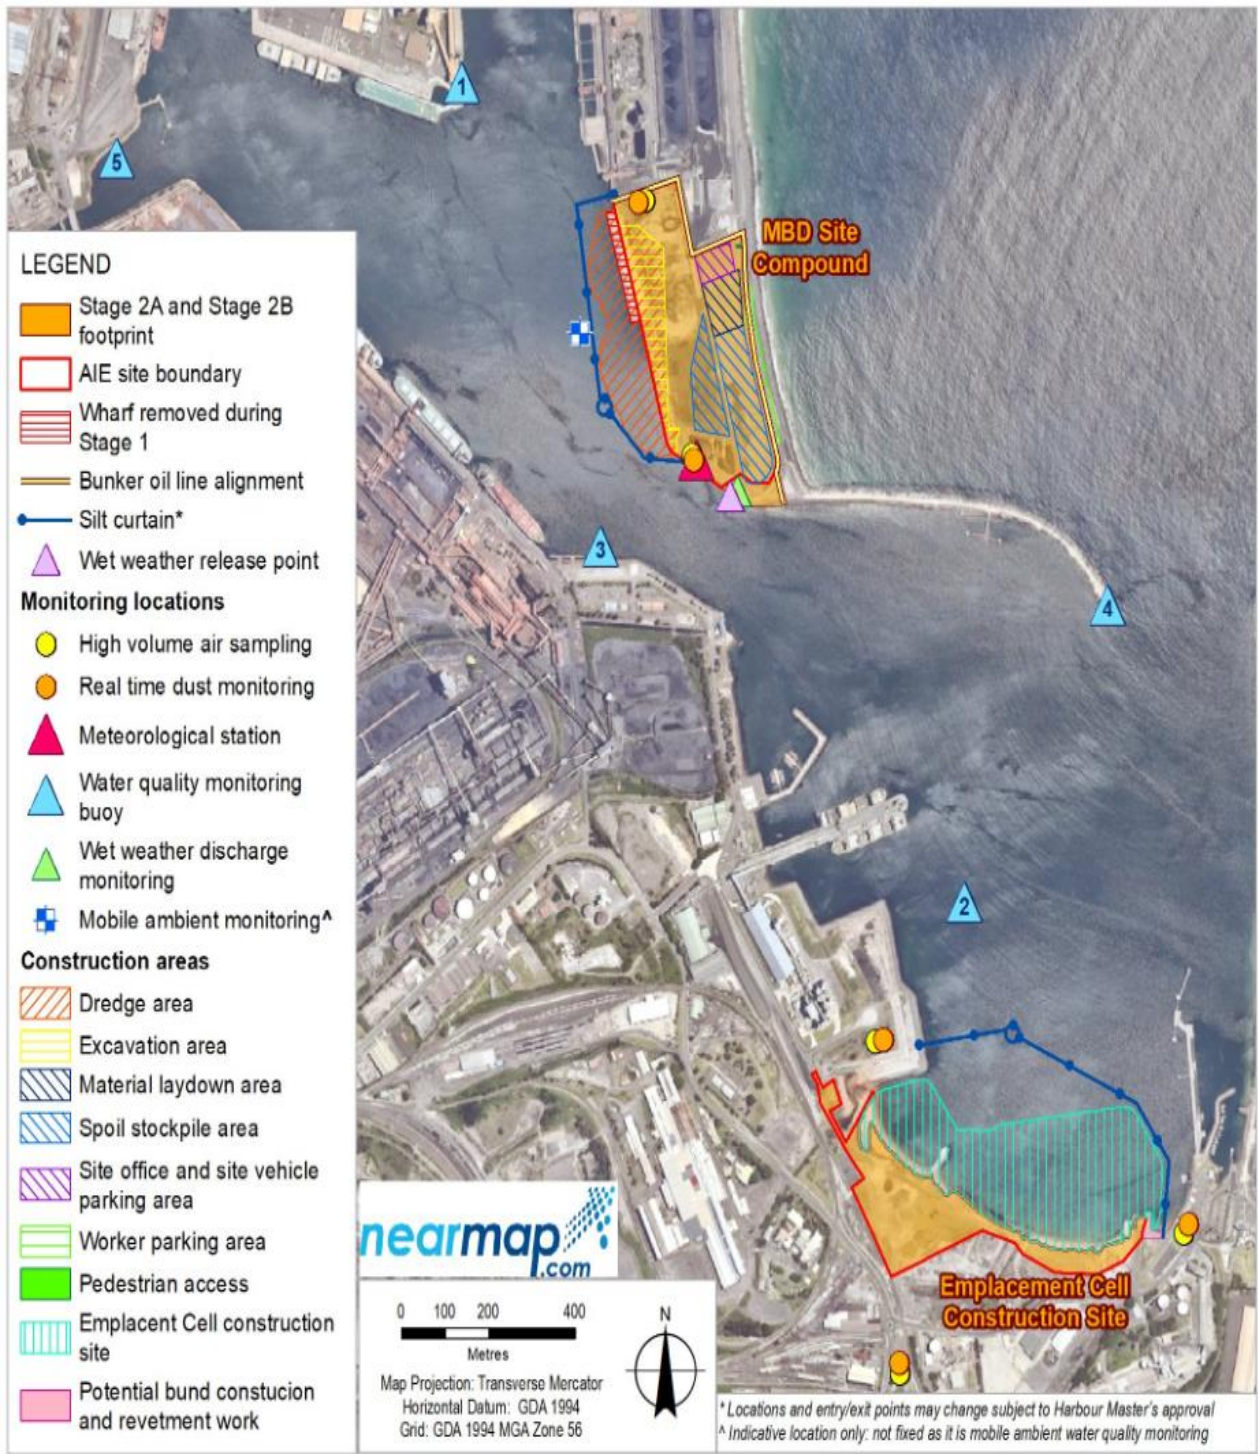 1
5
MBD Site
Compound
3
4
2
Emplacement Cell
Construction Site
LEGEND
Stage 2A and Stage 2B
footprint
AIE site boundary
Wharf removed during
Stage 1
Bunker oil line alignment
Silt curtain*
Wet weather release point
Monitoring locations
High volume air sampling
Real time dust monitoring
Meteorological station
Water quality monitoring
buoy
Wet weather discharge
monitoring
Mobile ambient monitoring^
Construction areas
Dredge area
Excavation area
Material laydown area
Spoil stockpile area
Site office and site vehicle
parking area
Worker parking area
Pedestrian access
Emplacent Cell construction
site
Potential bund constucion
and revetment work
nearmap
.com
0 100 200 400
Metres
Map Projection: Transverse Mercator
Horizontal Datum: GDA 1994
Grid: GDA 1994 MGA Zone 56
N
* Locations and entry/exit points may change subject to Harbour Master's approval
^ Indicative location only: not fixed as it is mobile ambient water quality monitoring